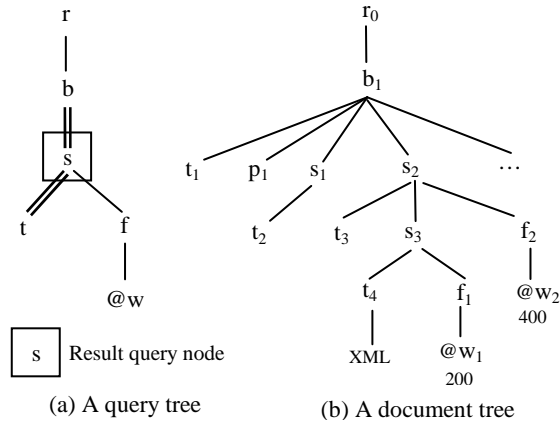 r
r0
b
b1
s
t1 p1 s1 s2 ...
t f
t2 t3 s3 f2
@w
t4 f1 @w2
400
s Result query node
XML @w1
200
(a) A query tree (b) A document tree